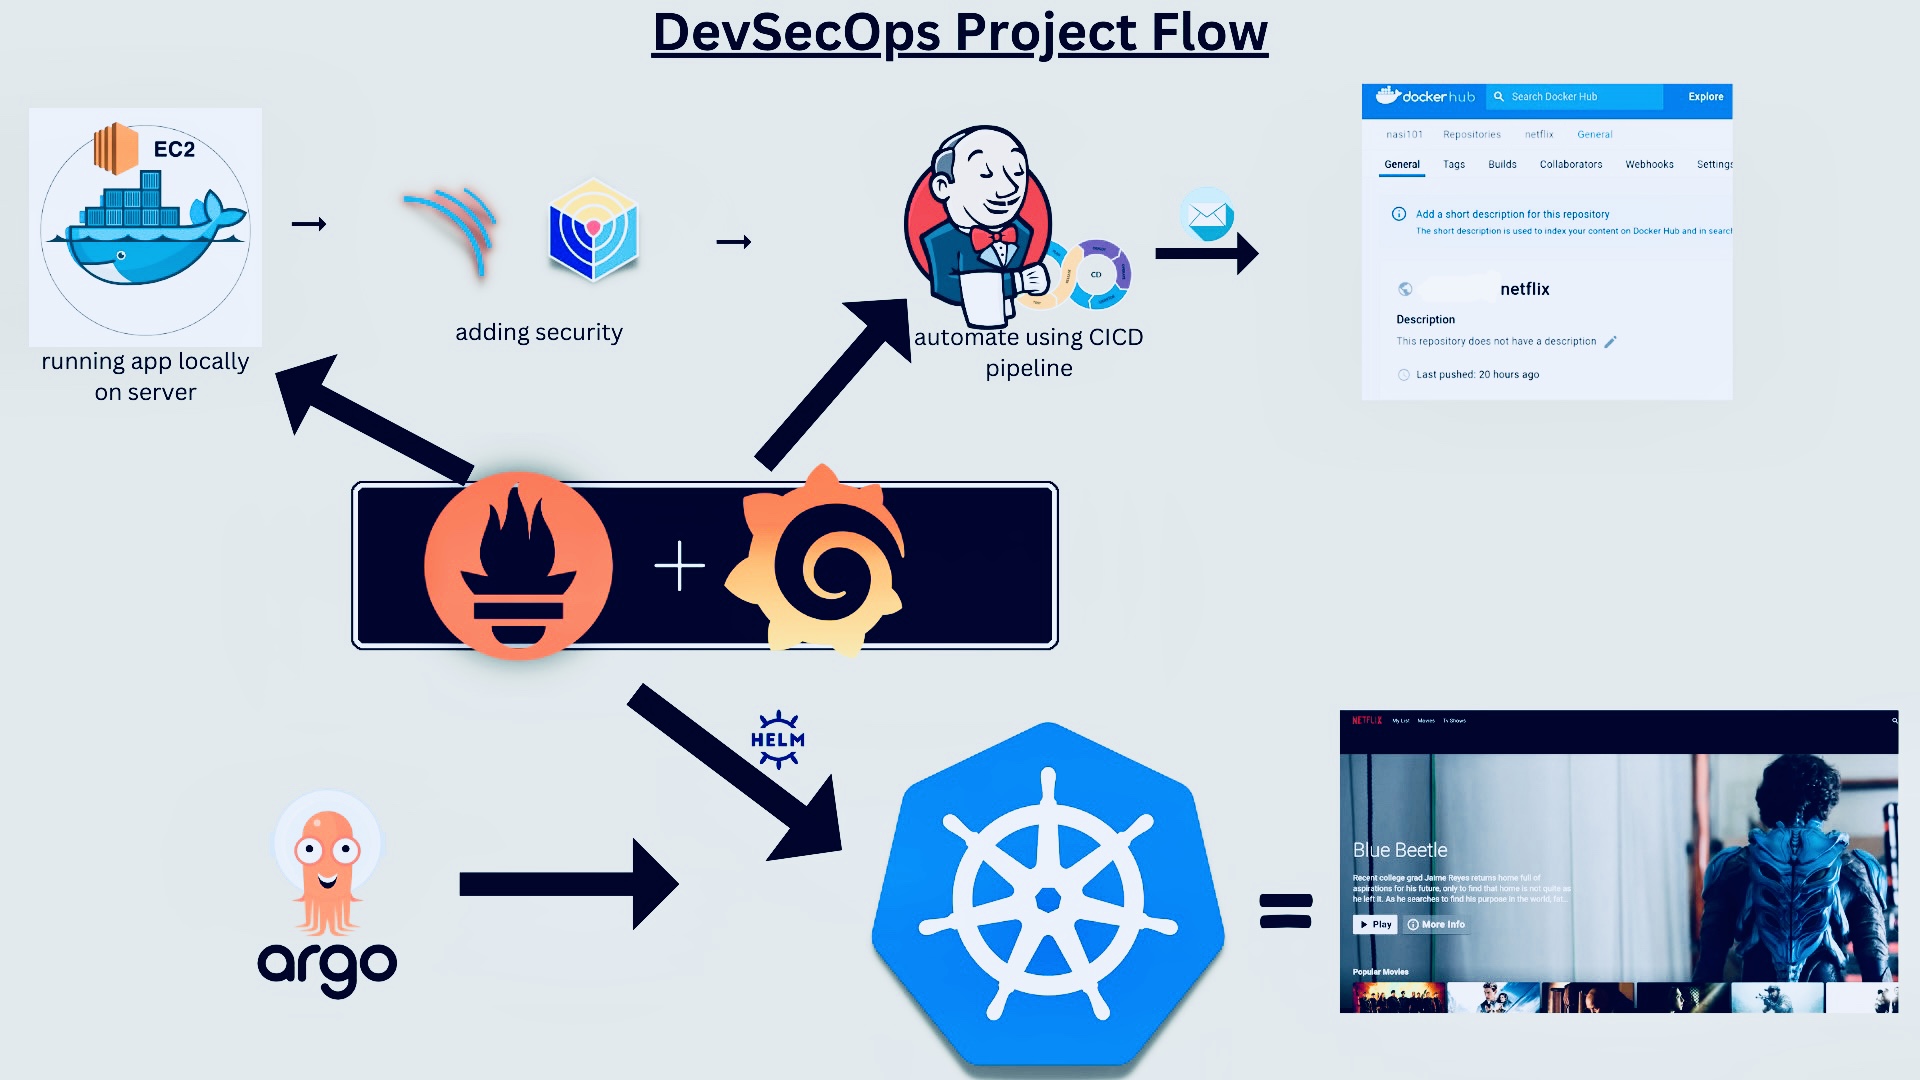 DevSecOps Project Flow
EC2
running app locally
on server
adding security
CD
automate using CICD
pipeline
docker hub
Search Docker Hub
Explore
nasi101 Repositories netflix General
General Tags Builds Collaborators Webhooks Settings
Add a short description for this repository
The short description is used to index your content on Docker Hub and in search
netflix
Description
This repository does not have a description
Last pushed: 20 hours ago
HELM
argo
=
NETFLIX My List Movies Tv Shows
Blue Beetle
Recent college grad Jaime Reyes returns home full of
aspirations for his future, only to find that home is not quite as
he left it. As he searches to find his purpose in the world, fat...
Play More Info
Popular Movies